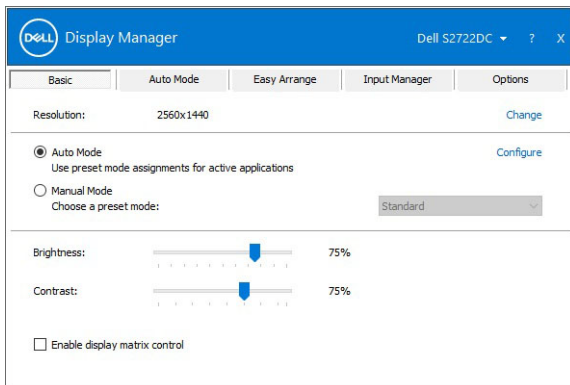 DELL Display Manager Dell S2722DC ? X
Basic Auto Mode Easy Arrange Input Manager Options
Resolution: 2560x1440 Change
Auto Mode Configure
Use preset mode assignments for active applications
Manual Mode
Choose a preset mode: Standard
Brightness: 75%
Contrast: 75%
Enable display matrix control